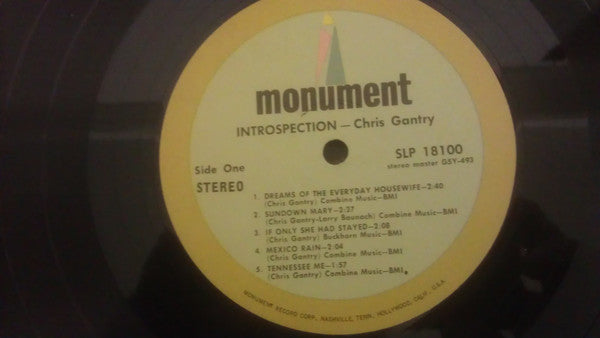 monument
INTROSPECTION — Chris Gantry
SLP 18100
stereo master GSY-493
Side One
STEREO
1. DREAMS OF THE EVERYDAY HOUSEWIFE—2:40
(Chris Gantry) Combine Music—BMI
2. SUNDOWN MARY—2:27
(Chris Gantry-Larry Baunach) Combine Music—BMI
3. IF ONLY SHE HAD STAYED—2:08
(Chris Gantry) Buckhorn Music—BMI
4. MEXICO RAIN—2:04
(Chris Gantry) Combine Music—BMI
5. TENNESSEE ME—1:57
(Chris Gantry) Combine Music—BMI
MONUMENT RECORD CORP. NASHVILLE, TENN. HOLLYWOOD, CALIF. U.S.A.